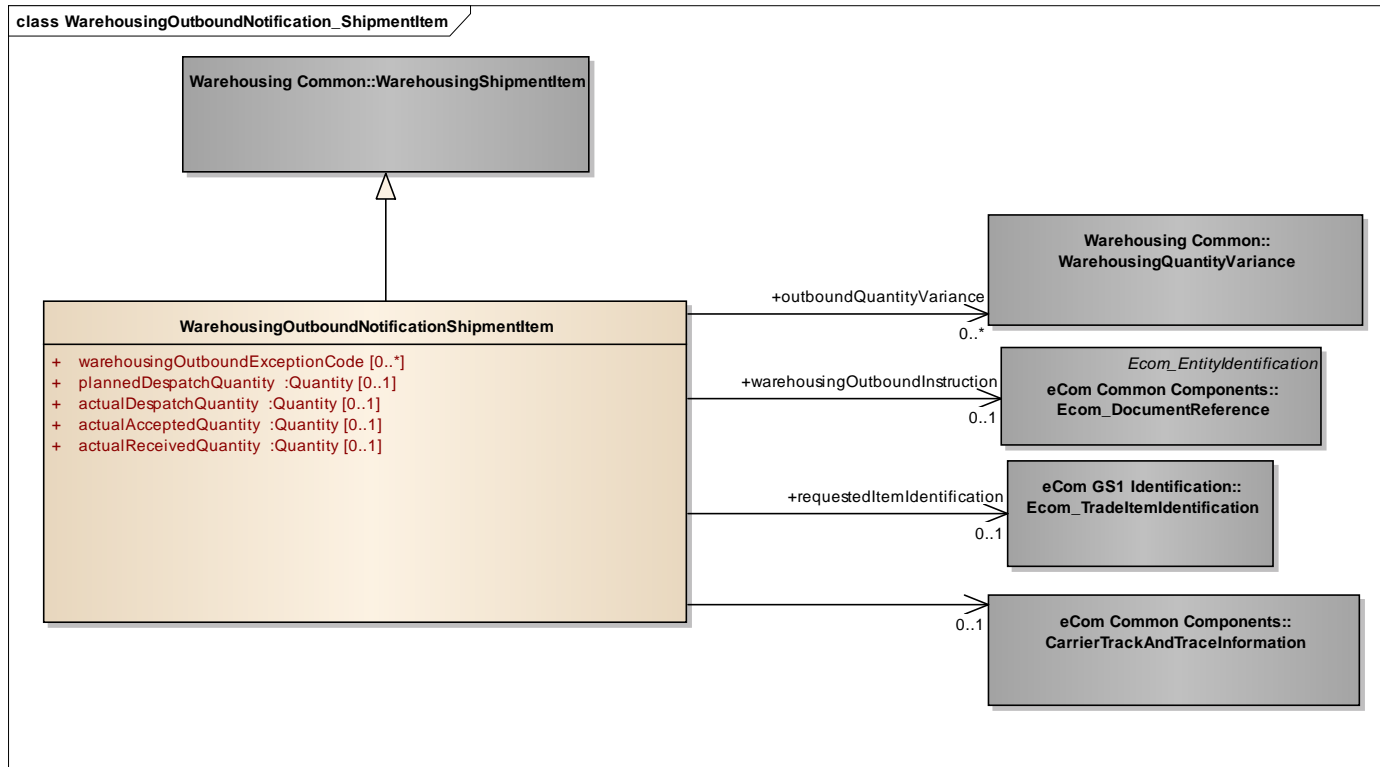 class WarehousingOutboundNotification_ShipmentItem
Warehousing Common::WarehousingShipmentItem
WarehousingOutboundNotificationShipmentItem
+ warehousingOutboundExceptionCode [0..*]
+ plannedDespatchQuantity :Quantity [0..1]
+ actualDespatchQuantity :Quantity [0..1]
+ actualAcceptedQuantity :Quantity [0..1]
+ actualReceivedQuantity :Quantity [0..1]
+outboundQuantityVariance
0..*
Warehousing Common::
WarehousingQuantityVariance
+warehousingOutboundInstruction
0..1
Ecom_EntityIdentification
eCom Common Components::
Ecom_DocumentReference
+requestedItemIdentification
0..1
eCom GS1 Identification::
Ecom_TradeItemIdentification
0..1
eCom Common Components::
CarrierTrackAndTraceInformation